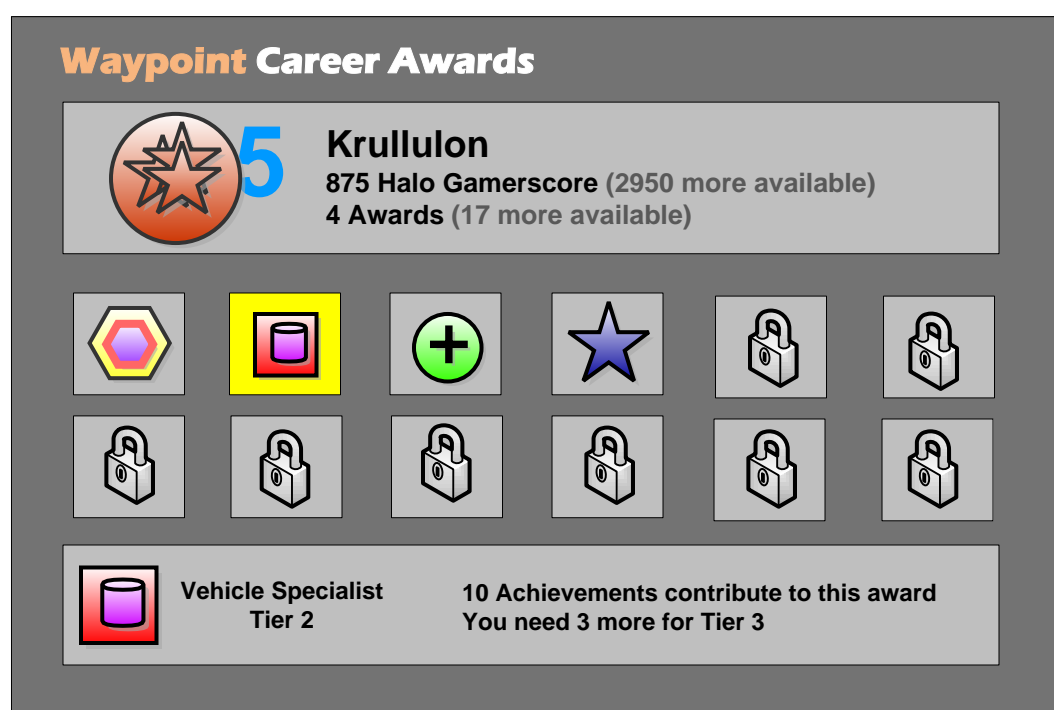 Waypoint Career Awards
5
Krullulon
875 Halo Gamerscore (2950 more available)
4 Awards (17 more available)
Vehicle Specialist
Tier 2
10 Achievements contribute to this award
You need 3 more for Tier 3